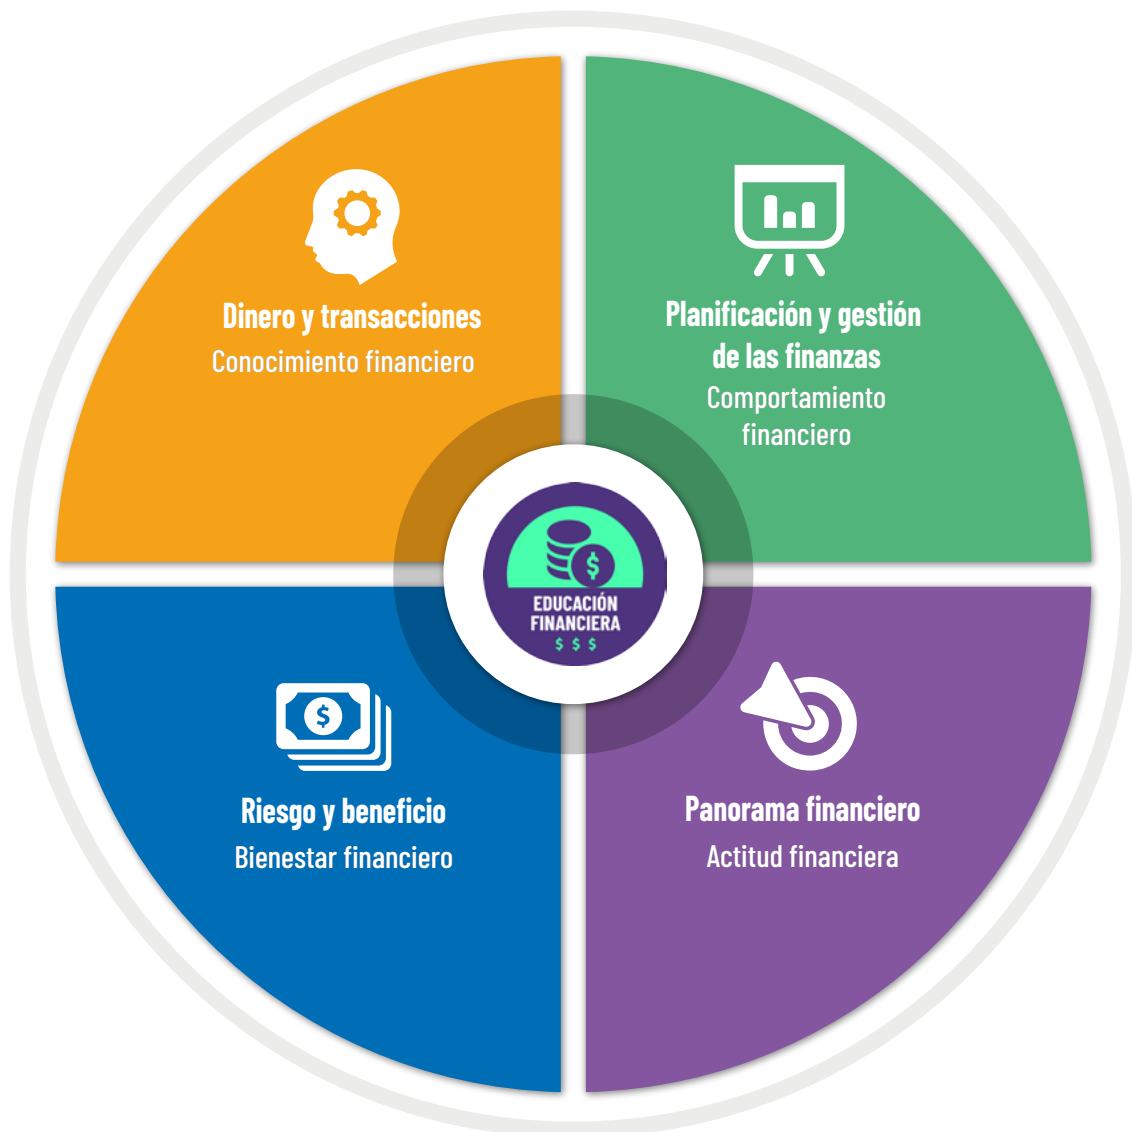 Dinero y transacciones
Conocimiento financiero
Planificación y gestión
de las finanzas
Comportamiento
financiero
$
EDUCACIÓN
FINANCIERA
$ $ $
$
Riesgo y beneficio
Bienestar financiero
Panorama financiero
Actitud financiera